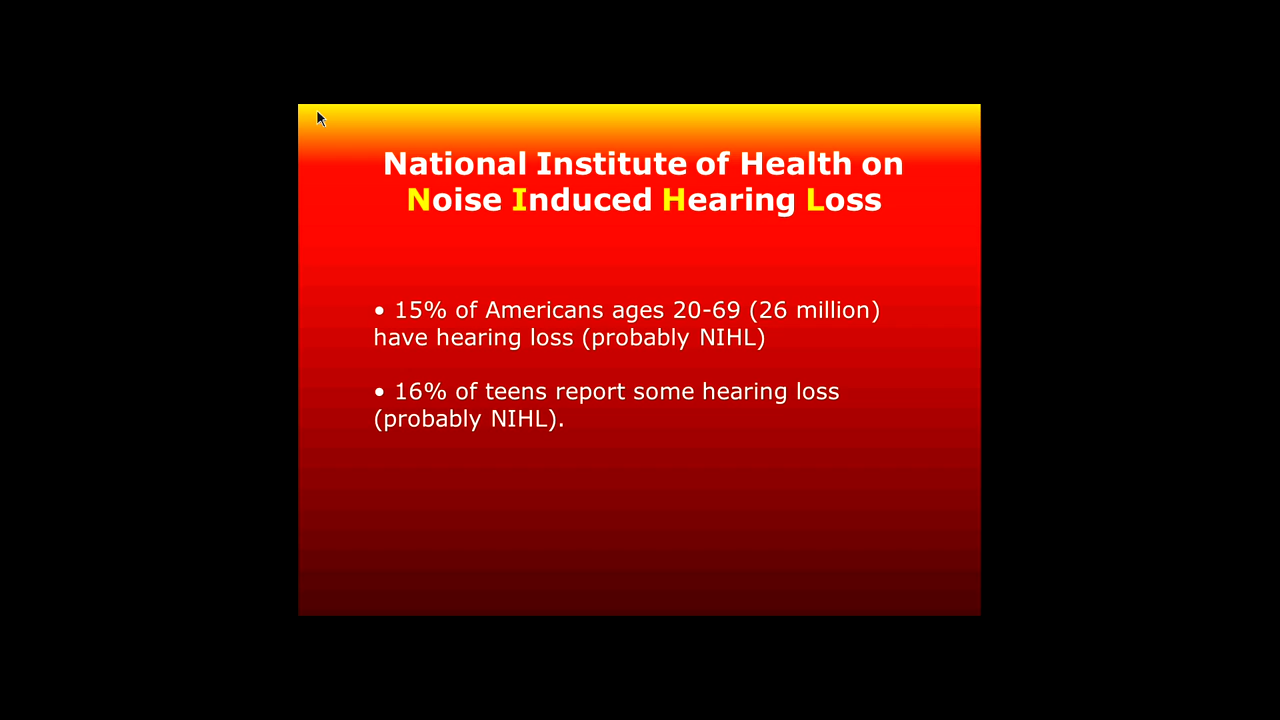 National Institute of Health on
Noise Induced Hearing Loss
• 15% of Americans ages 20-69 (26 million)
have hearing loss (probably NIHL)
• 16% of teens report some hearing loss
(probably NIHL).